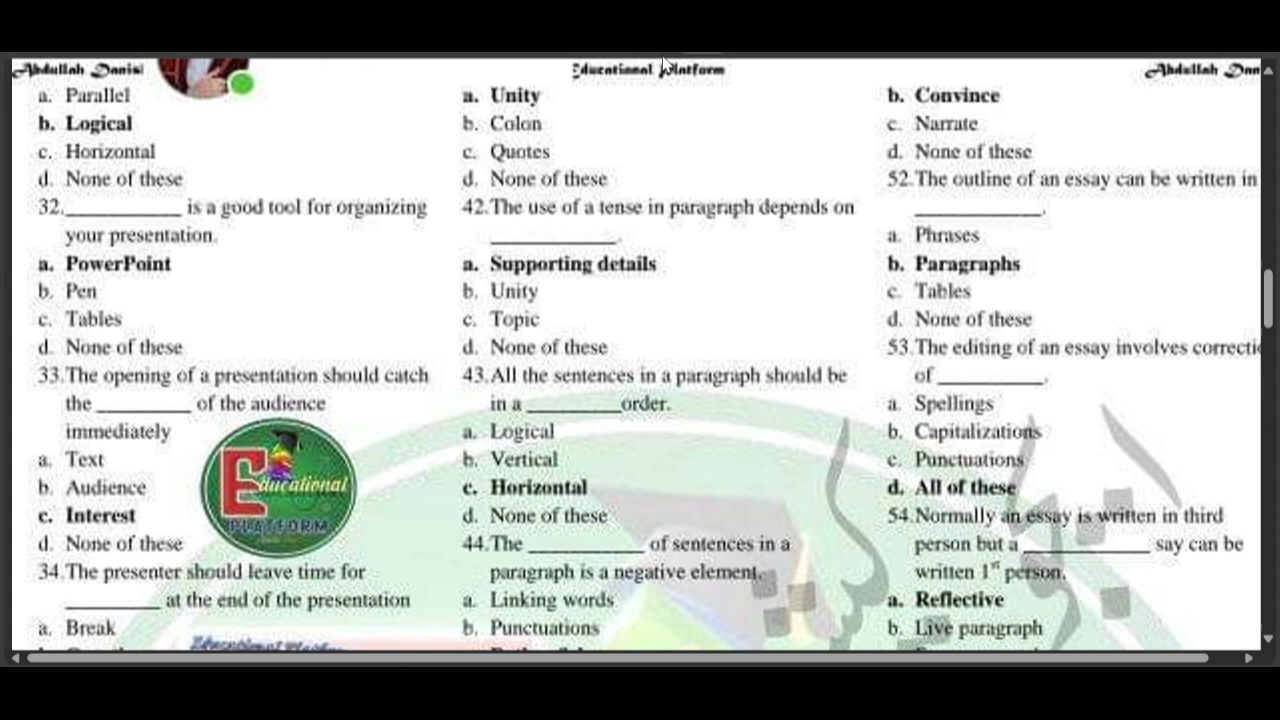 Abdullah Danish
Educational Platform
a. Parallel
b. Logical
c. Horizontal
d. None of these
32.___________ is a good tool for organizing
your presentation.
a. PowerPoint
b. Pen
c. Tables
d. None of these
33.The opening of a presentation should catch
the _________ of the audience
immediately
a. Text
b. Audience
c. Interest
d. None of these
34.The presenter should leave time for
_________ at the end of the presentation
a. Break
Educational
PLATFORM
a. Unity
b. Colon
c. Quotes
d. None of these
42.The use of a tense in paragraph depends on
____________.
a. Supporting details
b. Unity
c. Topic
d. None of these
43.All the sentences in a paragraph should be
in a _________order.
a. Logical
b. Vertical
c. Horizontal
d. None of these
44.The ___________ of sentences in a
paragraph is a negative element.
a. Linking words
b. Punctuations
Abdullah Dan
b. Convince
c. Narrate
d. None of these
52.The outline of an essay can be written in
____________.
a. Phrases
b. Paragraphs
c. Tables
d. None of these
53.The editing of an essay involves correcti
of __________.
a. Spellings
b. Capitalizations
c. Punctuations
d. All of these
54.Normally an essay is written in third
person but a ____________ say can be
written 1st person.
a. Reflective
b. Live paragraph